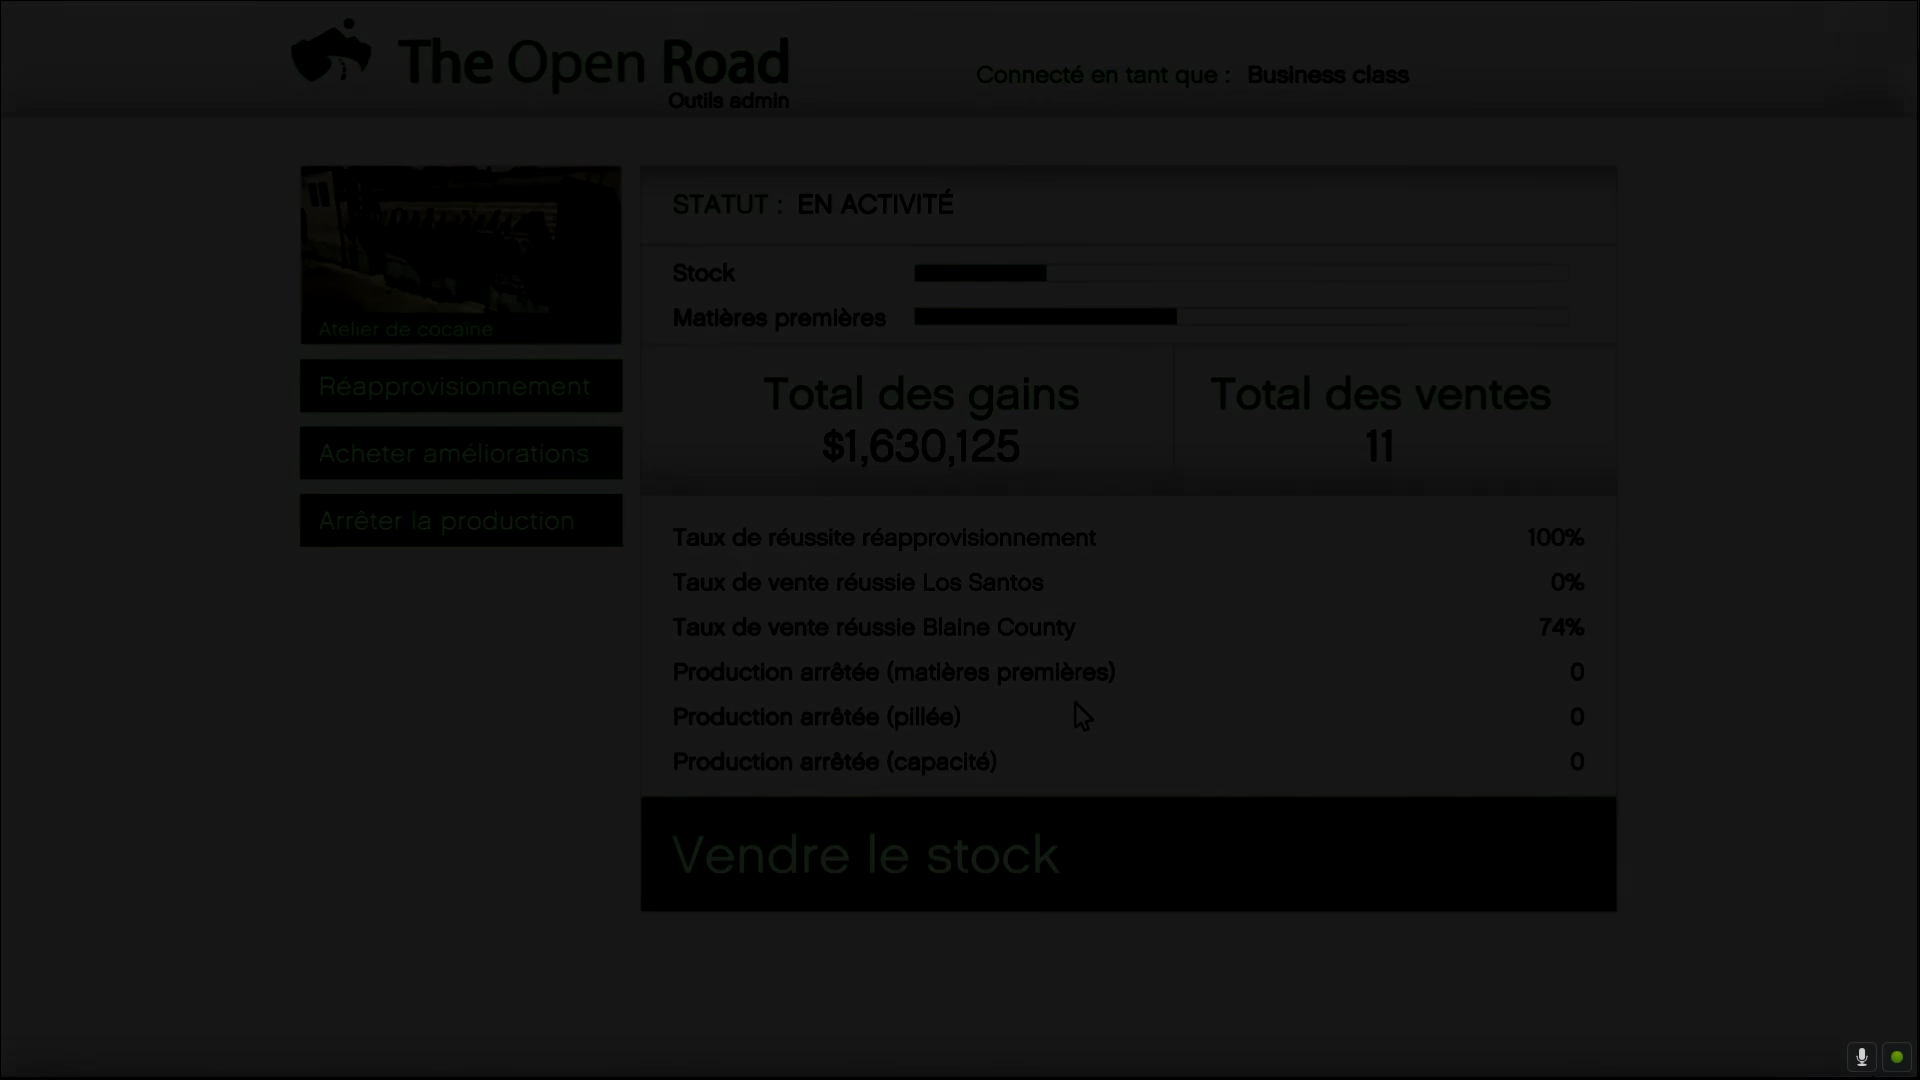 The Open Road
Outils admin
Connecté en tant que : Business class
Atelier de cocaïne
Réapprovisionnement
Acheter améliorations
Arrêter la production
STATUT : EN ACTIVITÉ
Stock
Matières premières
Total des gains
$1,630,125
Total des ventes
11
Taux de réussite réapprovisionnement 100%
Taux de vente réussie Los Santos 0%
Taux de vente réussie Blaine County 74%
Production arrêtée (matières premières) 0
Production arrêtée (pillée) 0
Production arrêtée (capacité) 0
Vendre le stock